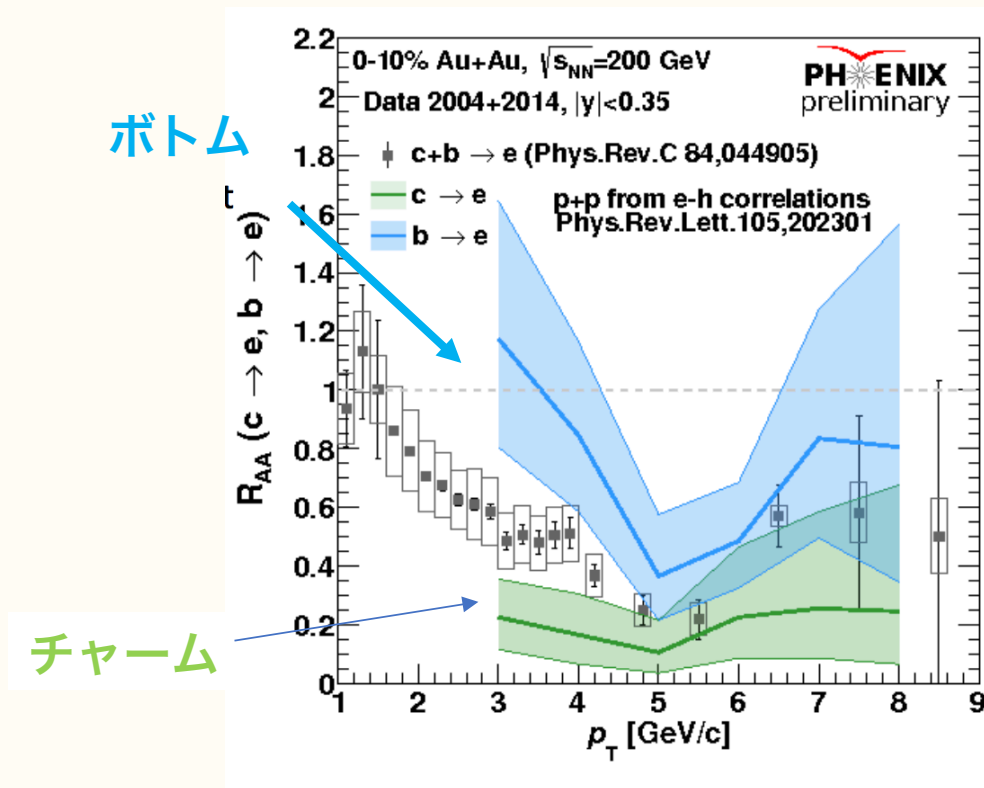 0-10% Au+Au, √sNN=200 GeV
PHENIX
preliminary
Data 2004+2014, |y|<0.35
ボトム
c+b → e (Phys.Rev.C 84,044905)
t
c → e
p+p from e-h correlations
Phys.Rev.Lett.105,202301
b → e
RAA (c → e, b → e)
2.2
2
1.8
1.6
1.4
1.2
1
0.8
0.6
0.4
0.2
0
チャーム
1 2 3 4 5 6 7 8 9
pT [GeV/c]